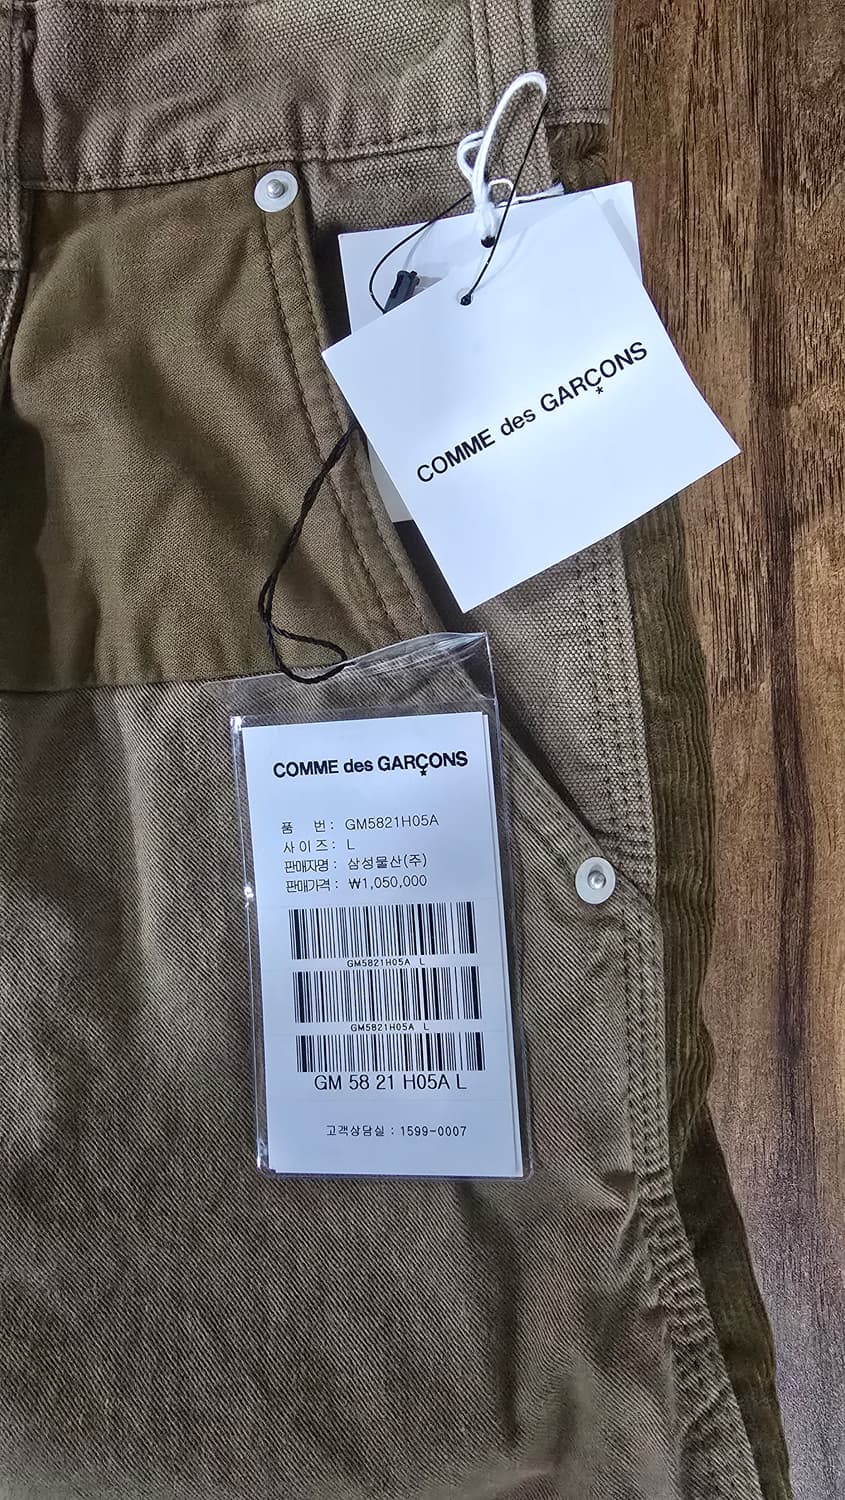 COMME des GARÇONS
*
COMME des GARÇONS
*
품 번 : GM5821H05A
사이즈 : L
판매자명 : 삼성물산(주)
판매가격 : ₩1,050,000
GM5821H05A L
GM5821H05A L
GM 58 21 H05A L
고객상담실 : 1599-0007